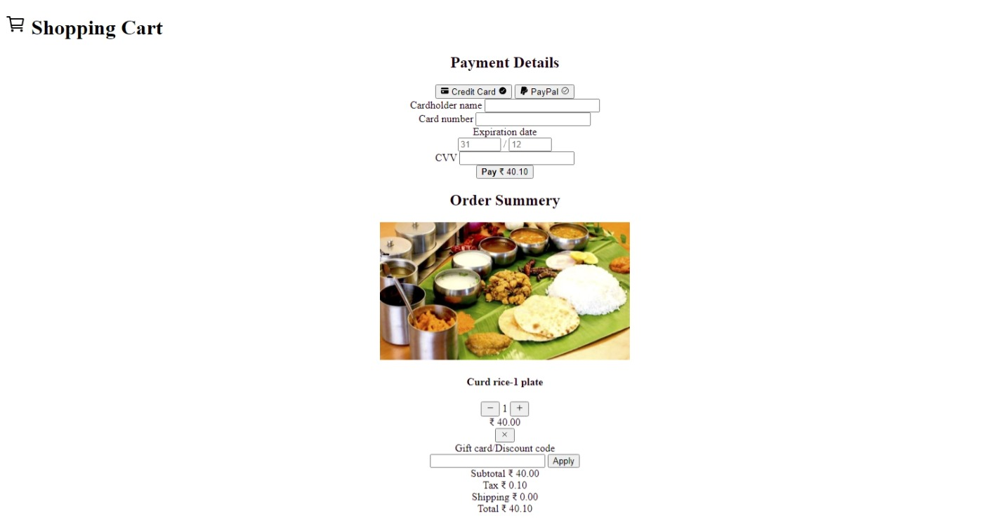 Shopping Cart
Payment Details
Credit Card PayPal
Cardholder name
Card number
Expiration date
31 / 12
CVV
Pay ₹ 40.10
Order Summery
Curd rice-1 plate
− 1 +
₹ 40.00
×
Gift card/Discount code
Apply
Subtotal ₹ 40.00
Tax ₹ 0.10
Shipping ₹ 0.00
Total ₹ 40.10